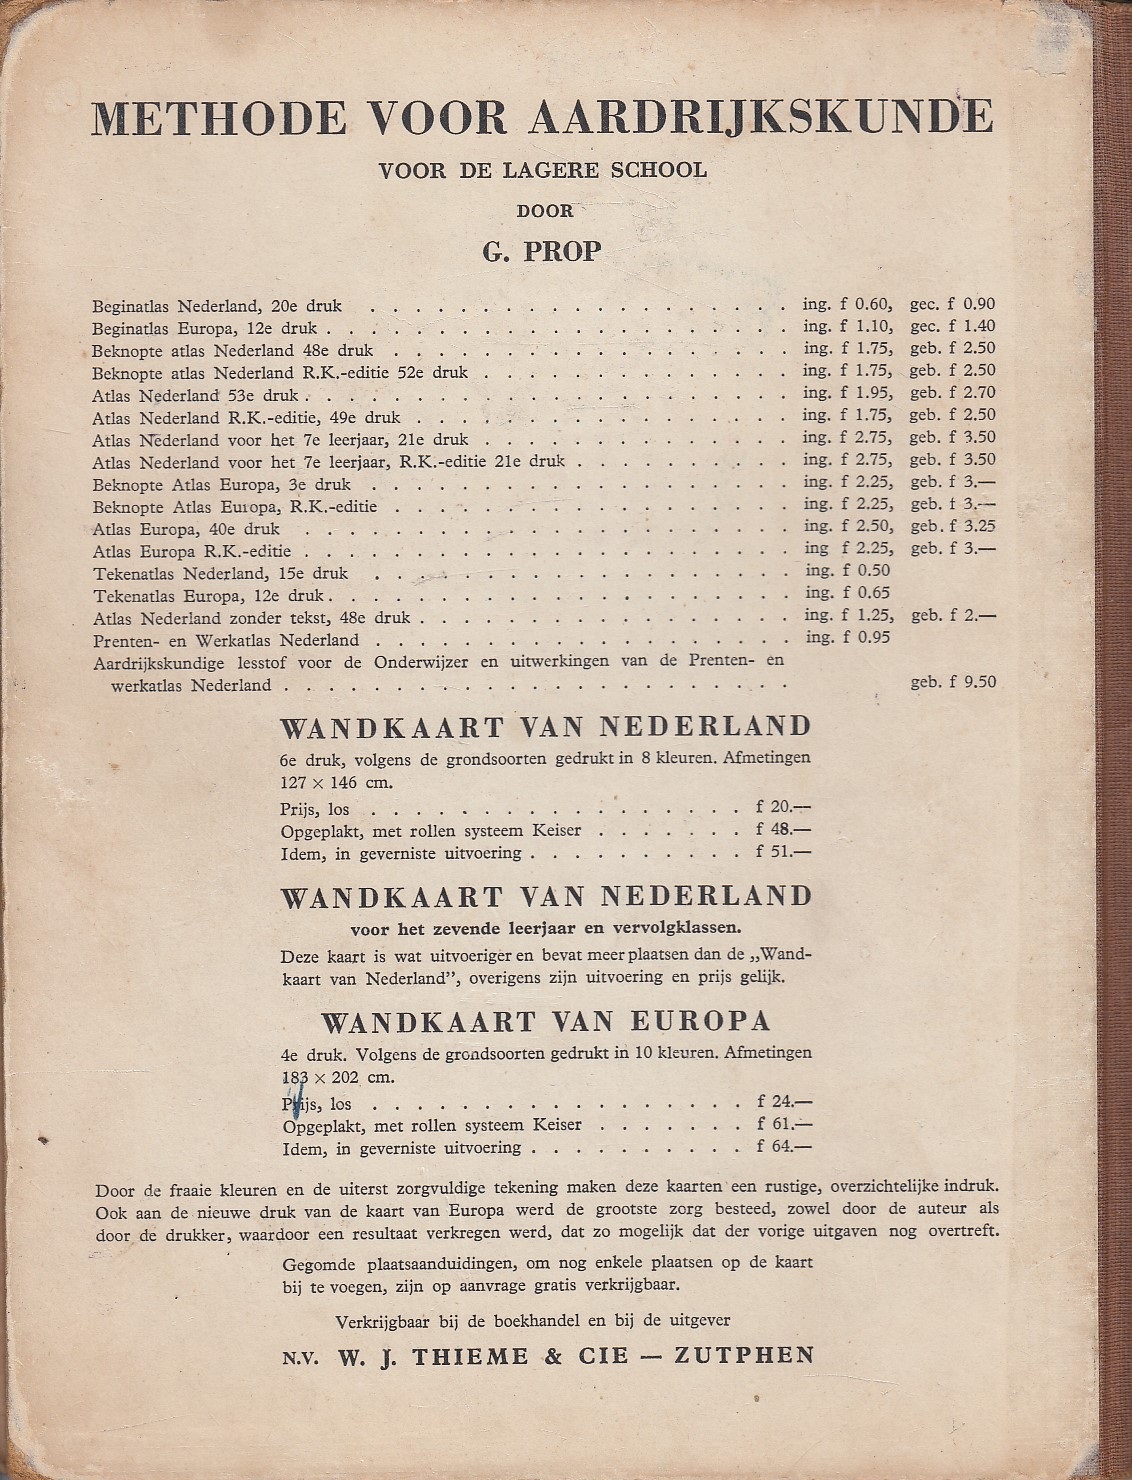 METHODE VOOR AARDRIJKSKUNDE
VOOR DE LAGERE SCHOOL
DOOR
G. PROP
Beginatlas Nederland, 20e druk . . . . . . . . . . . . . . . . . . . ing. f 0.60, gec. f 0.90
Beginatlas Europa, 12e druk . . . . . . . . . . . . . . . . . . . . . ing. f 1.10, gec. f 1.40
Beknopte atlas Nederland 48e druk . . . . . . . . . . . . . . . . . . ing. f 1.75, geb. f 2.50
Beknopte atlas Nederland R.K.-editie 52e druk . . . . . . . . . . . . . . ing. f 1.75, geb. f 2.50
Atlas Nederland 53e druk . . . . . . . . . . . . . . . . . . . . . . ing. f 1.95, geb. f 2.70
Atlas Nederland R.K.-editie, 49e druk . . . . . . . . . . . . . . . . . ing. f 1.75, geb. f 2.50
Atlas Nederland voor het 7e leerjaar, 21e druk . . . . . . . . . . . . . . ing. f 2.75, geb. f 3.50
Atlas Nederland voor het 7e leerjaar, R.K.-editie 21e druk . . . . . . . . . . ing. f 2.75, geb. f 3.50
Beknopte Atlas Europa, 3e druk . . . . . . . . . . . . . . . . . . . ing. f 2.25, geb. f 3.—
Beknopte Atlas Europa, R.K.-editie . . . . . . . . . . . . . . . . . . ing. f 2.25, geb. f 3.—
Atlas Europa, 40e druk . . . . . . . . . . . . . . . . . . . . . . ing. f 2.50, geb. f 3.25
Atlas Europa R.K.-editie . . . . . . . . . . . . . . . . . . . . . . ing f 2.25, geb. f 3.—
Tekenatlas Nederland, 15e druk . . . . . . . . . . . . . . . . . . . ing. f 0.50
Tekenatlas Europa, 12e druk . . . . . . . . . . . . . . . . . . . . . ing. f 0.65
Atlas Nederland zonder tekst, 48e druk . . . . . . . . . . . . . . . . . ing. f 1.25, geb. f 2.—
Prenten- en Werkatlas Nederland . . . . . . . . . . . . . . . . . . . ing. f 0.95
Aardrijkskundige lesstof voor de Onderwijzer en uitwerkingen van de Prenten- en
werkatlas Nederland . . . . . . . . . . . . . . . . . . . . . . . geb. f 9.50
WANDKAART VAN NEDERLAND
6e druk, volgens de grondsoorten gedrukt in 8 kleuren. Afmetingen
127 × 146 cm.
Prijs, los . . . . . . . . . . . . . . . . . f 20.—
Opgeplakt, met rollen systeem Keiser . . . . . . . f 48.—
Idem, in geverniste uitvoering . . . . . . . . . . f 51.—
WANDKAART VAN NEDERLAND
voor het zevende leerjaar en vervolgklassen.
Deze kaart is wat uitvoeriger en bevat meer plaatsen dan de „Wand-
kaart van Nederland”, overigens zijn uitvoering en prijs gelijk.
WANDKAART VAN EUROPA
4e druk. Volgens de grondsoorten gedrukt in 10 kleuren. Afmetingen
183 × 202 cm.
Prijs, los . . . . . . . . . . . . . . . . . f 24.—
Opgeplakt, met rollen systeem Keiser . . . . . . . f 61.—
Idem, in geverniste uitvoering . . . . . . . . . . f 64.—
Door de fraaie kleuren en de uiterst zorgvuldige tekening maken deze kaarten een rustige, overzichtelijke indruk.
Ook aan de nieuwe druk van de kaart van Europa werd de grootste zorg besteed, zowel door de auteur als
door de drukker, waardoor een resultaat verkregen werd, dat zo mogelijk dat der vorige uitgaven nog overtreft.
Gegomde plaatsaanduidingen, om nog enkele plaatsen op de kaart
bij te voegen, zijn op aanvrage gratis verkrijgbaar.
Verkrijgbaar bij de boekhandel en bij de uitgever
N.V. W. J. THIEME & CIE — ZUTPHEN